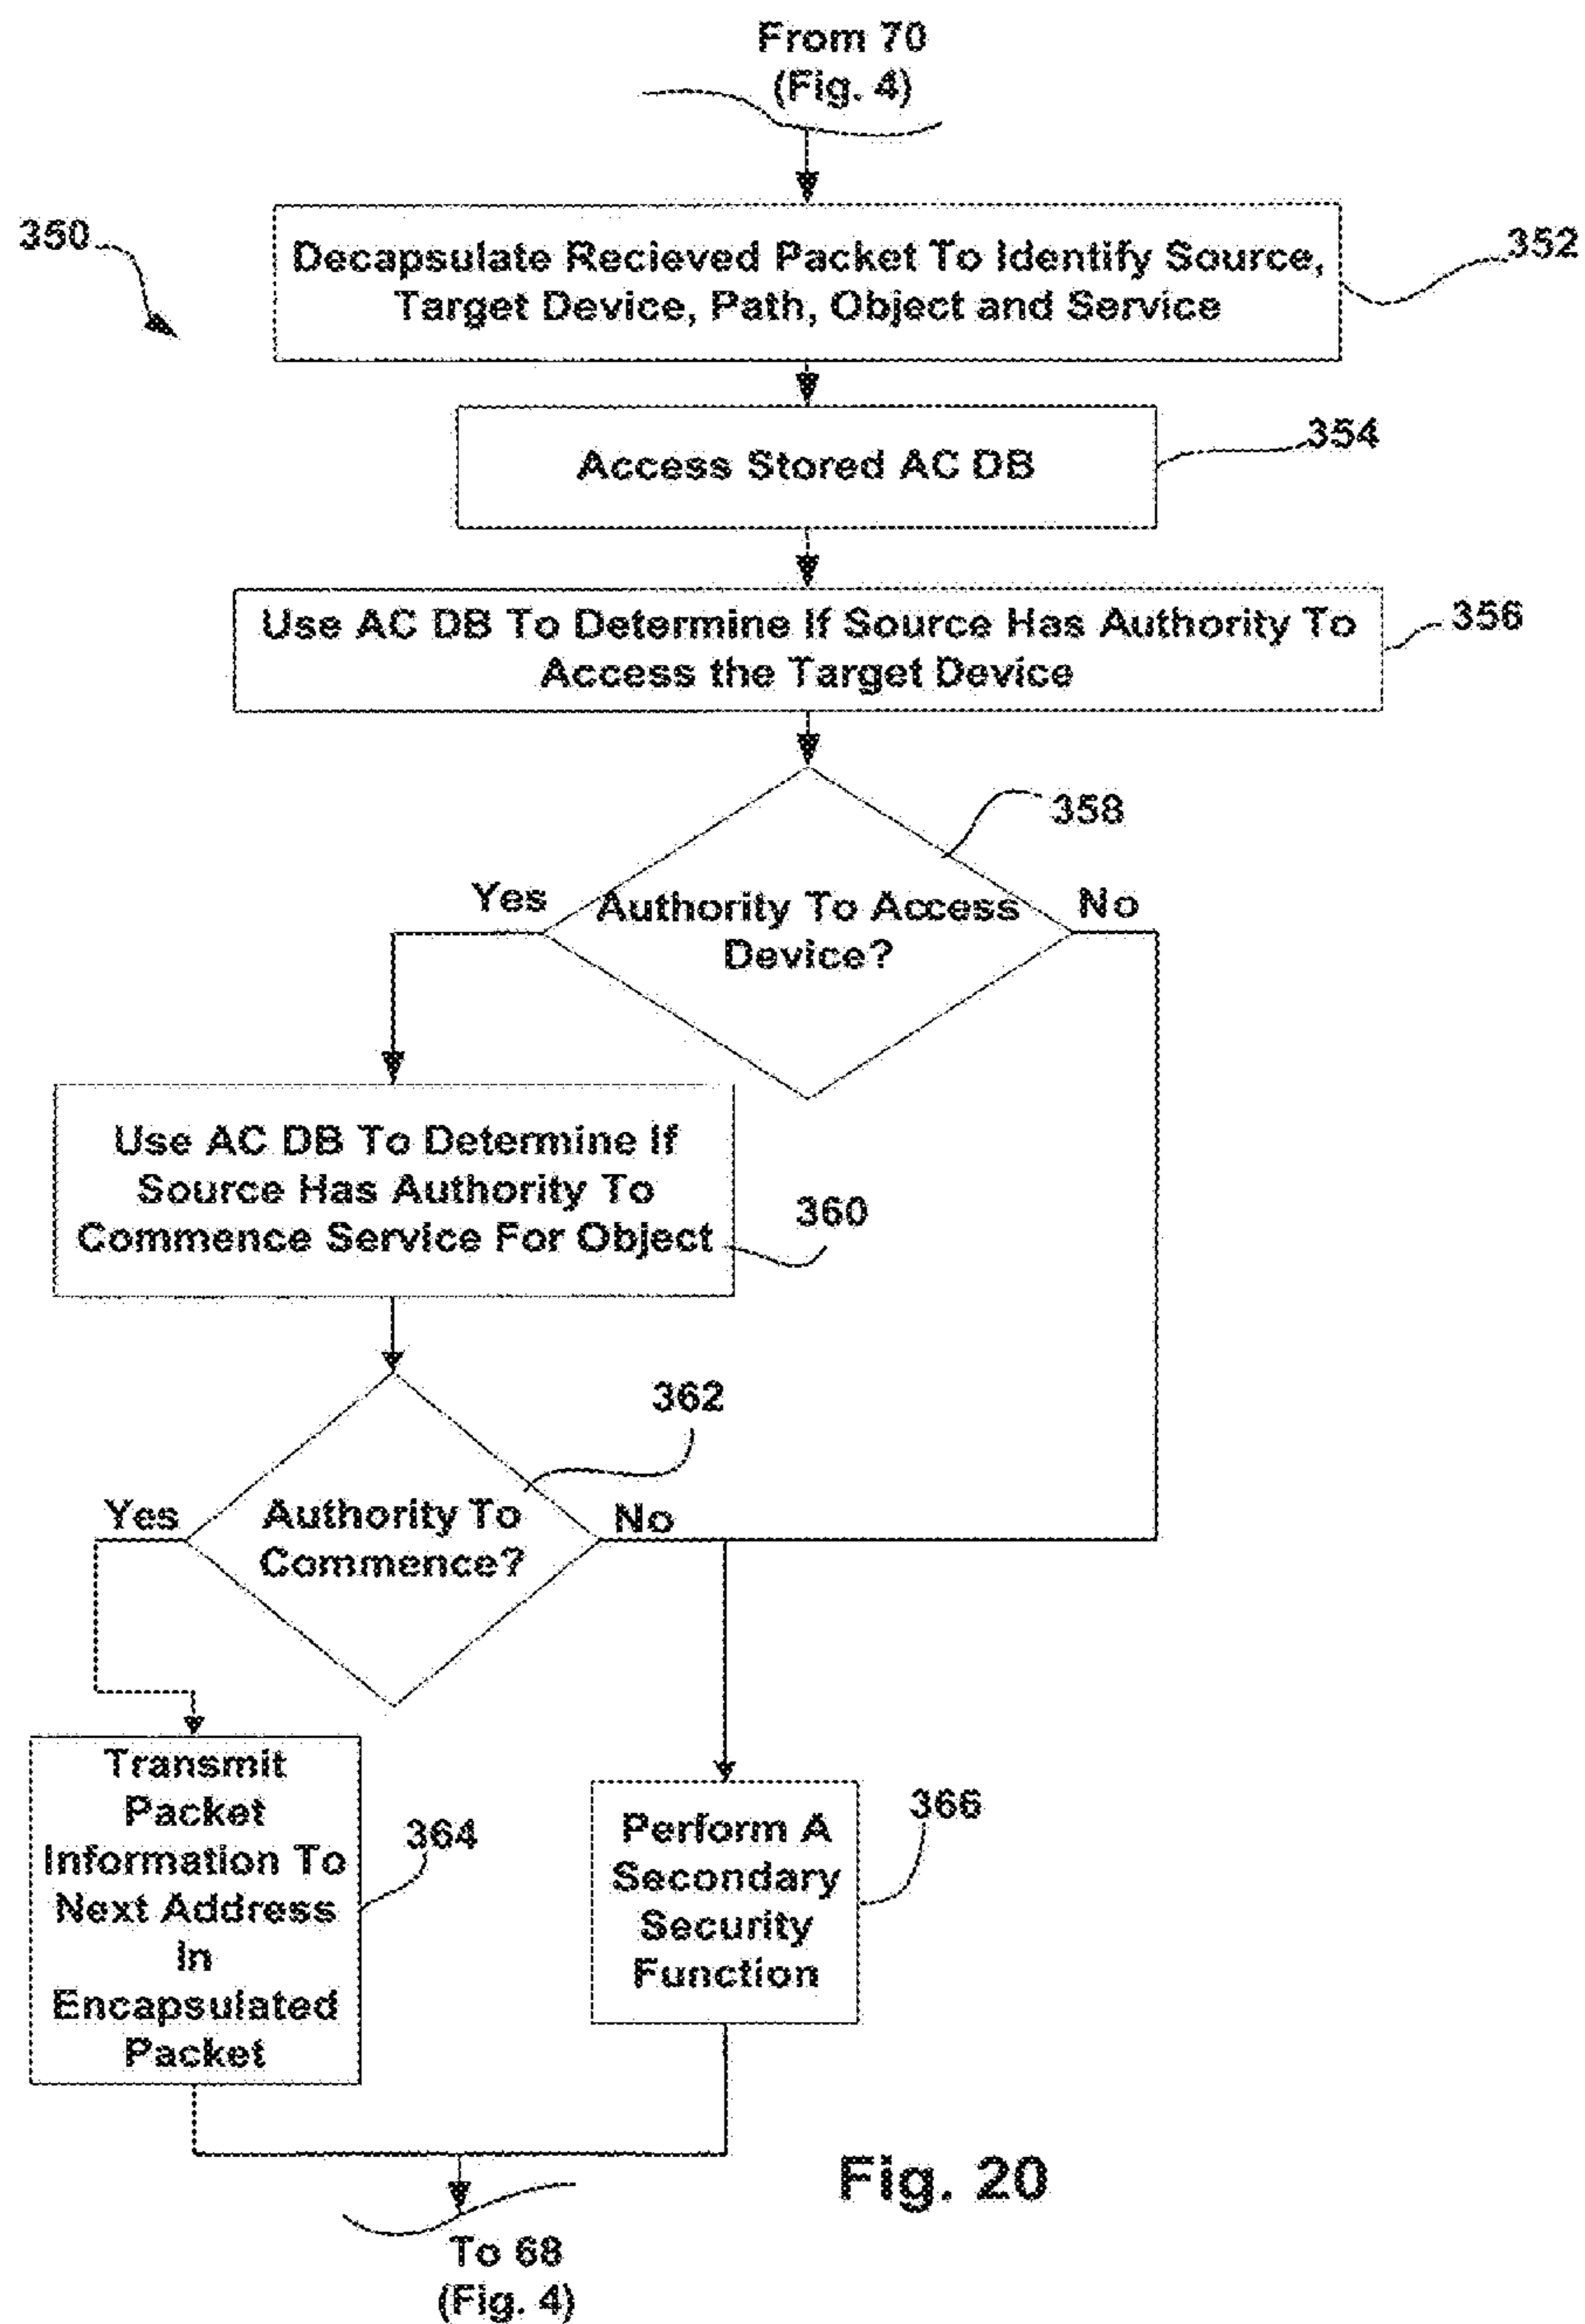 From 70
(Fig. 4)
350
Decapsulate Recieved Packet To Identify Source,
Target Device, Path, Object and Service
352
Access Stored AC DB
354
Use AC DB To Determine If Source Has Authority To
Access the Target Device
356
358
Yes
Authority To Access
Device?
No
Use AC DB To Determine If
Source Has Authority To
Commence Service For Object
360
362
Yes
Authority To
Commence?
No
Transmit
Packet
Information To
Next Address
In
Encapsulated
Packet
364
Perform A
Secondary
Security
Function
366
Fig. 20
To 68
(Fig. 4)